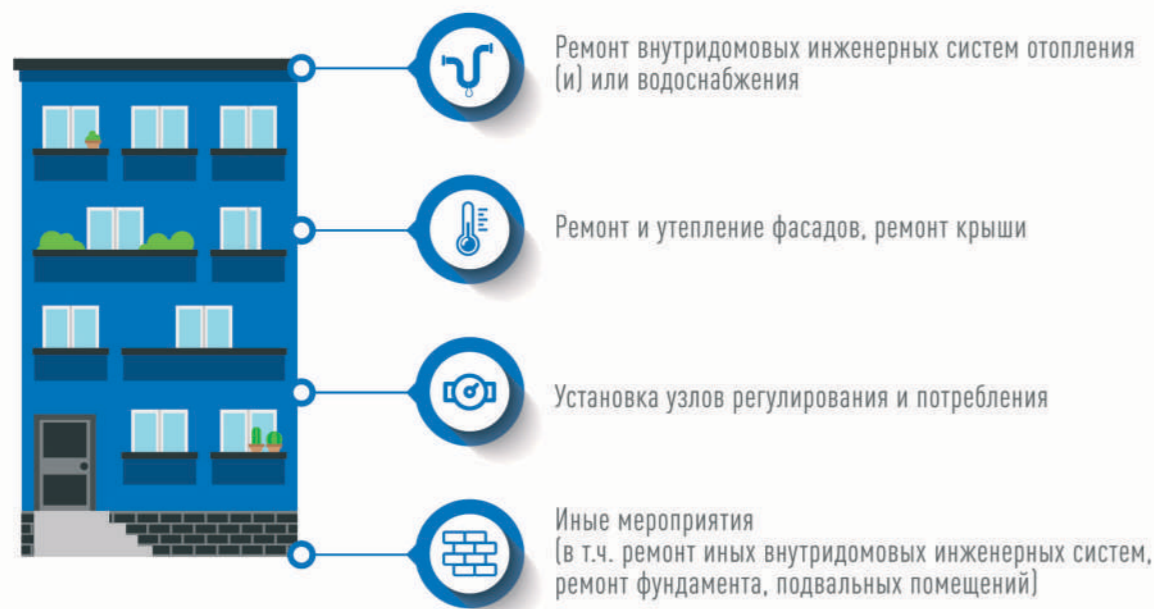 Ремонт внутридомовых инженерных систем отопления
(и) или водоснабжения
Ремонт и утепление фасадов, ремонт крыши
Установка узлов регулирования и потребления
Иные мероприятия
(в т.ч. ремонт иных внутридомовых инженерных систем,
ремонт фундамента, подвальных помещений)